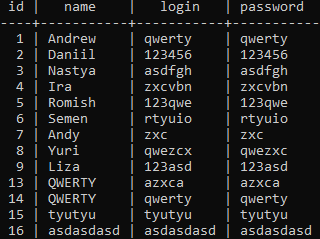 id | name | login | password
----+-----------+-----------+-----------
1 | Andrew | qwerty | qwerty
2 | Daniil | 123456 | 123456
3 | Nastya | asdfgh | asdfgh
4 | Ira | zxcvbn | zxcvbn
5 | Romish | 123qwe | 123qwe
6 | Semen | rtyuio | rtyuio
7 | Andy | zxc | zxc
8 | Yuri | qwezcx | qwezxc
9 | Liza | 123asd | 123asd
13 | QWERTY | azxca | azxca
14 | QWERTY | qwerty | qwerty
15 | tyutyu | tyutyu | tyutyu
16 | asdasdasd | asdasdasd | asdasdasd